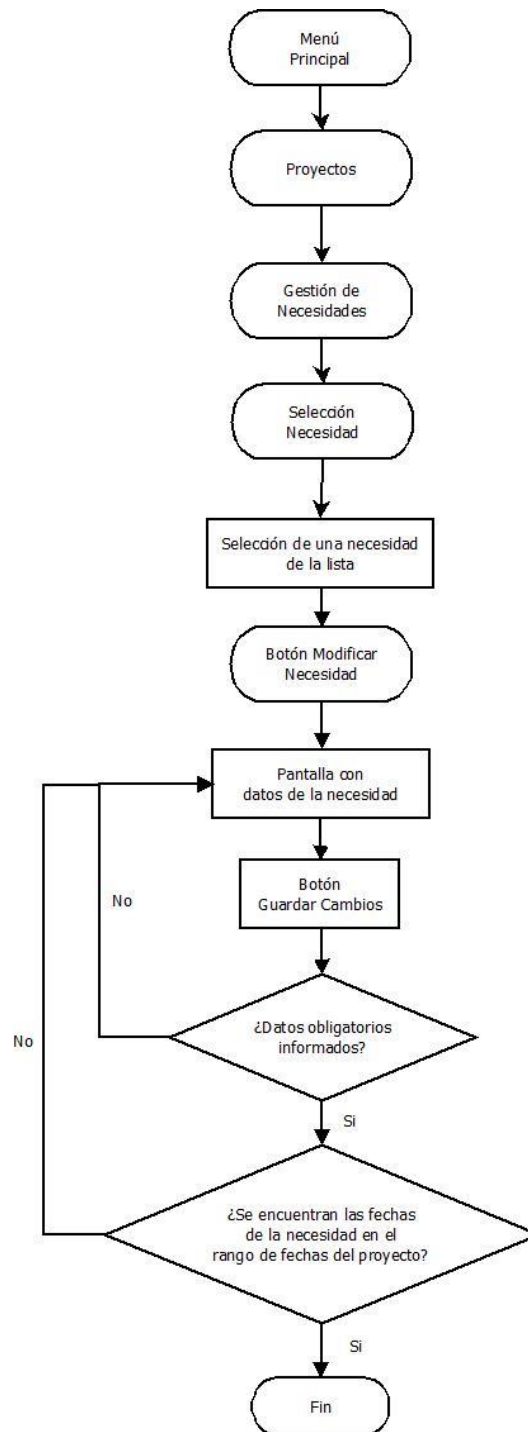 Menú
Principal
Proyectos
Gestión de
Necesidades
Selección
Necesidad
Selección de una necesidad
de la lista
Botón Modificar
Necesidad
Pantalla con
datos de la necesidad
Botón
Guardar Cambios
No
¿Datos obligatorios
informados?
No
Si
¿Se encuentran las fechas
de la necesidad en el
rango de fechas del proyecto?
Si
Fin